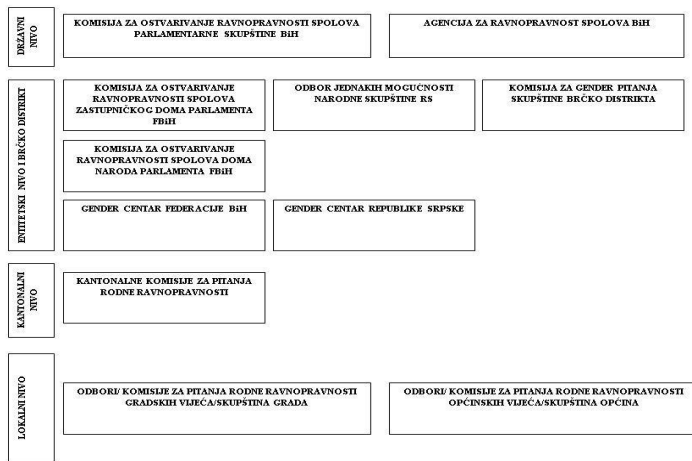 DRŽAVNI
NIVO
KOMISIJA ZA OSTVARIVANJE RAVNOPRAVNOSTI SPOLOVA
PARLAMENTARNE SKUPŠTINE BiH
AGENCIJA ZA RAVNOPRAVNOST SPOLOVA BiH
ENTITETSKI NIVO I BRČKO DISTRIKT
KOMISIJA ZA OSTVARIVANJE
RAVNOPRAVNOSTI SPOLOVA
ZASTUPNIČKOG DOMA PARLAMENTA
FBiH
ODBOR JEDNAKIH MOGUĆNOSTI
NARODNE SKUPŠTINE RS
KOMISIJA ZA GENDER PITANJA
SKUPŠTINE BRČKO DISTRIKTA
KOMISIJA ZA OSTVARIVANJE
RAVNOPRAVNOSTI SPOLOVA DOMA
NARODA PARLAMENTA FBiH
GENDER CENTAR FEDERACIJE BiH
GENDER CENTAR REPUBLIKE SRPSKE
KANTONALNI
NIVO
KANTONALNE KOMISIJE ZA PITANJA
RODNE RAVNOPRAVNOSTI
LOKALNI NIVO
ODBORI/ KOMISIJE ZA PITANJA RODNE RAVNOPRAVNOSTI
GRADSKIH VIJEĆA/SKUPŠTINA GRADA
ODBORI/ KOMISIJE ZA PITANJA RODNE RAVNOPRAVNOSTI
OPĆINSKIH VIJEĆA/SKUPŠTINA OPĆINA